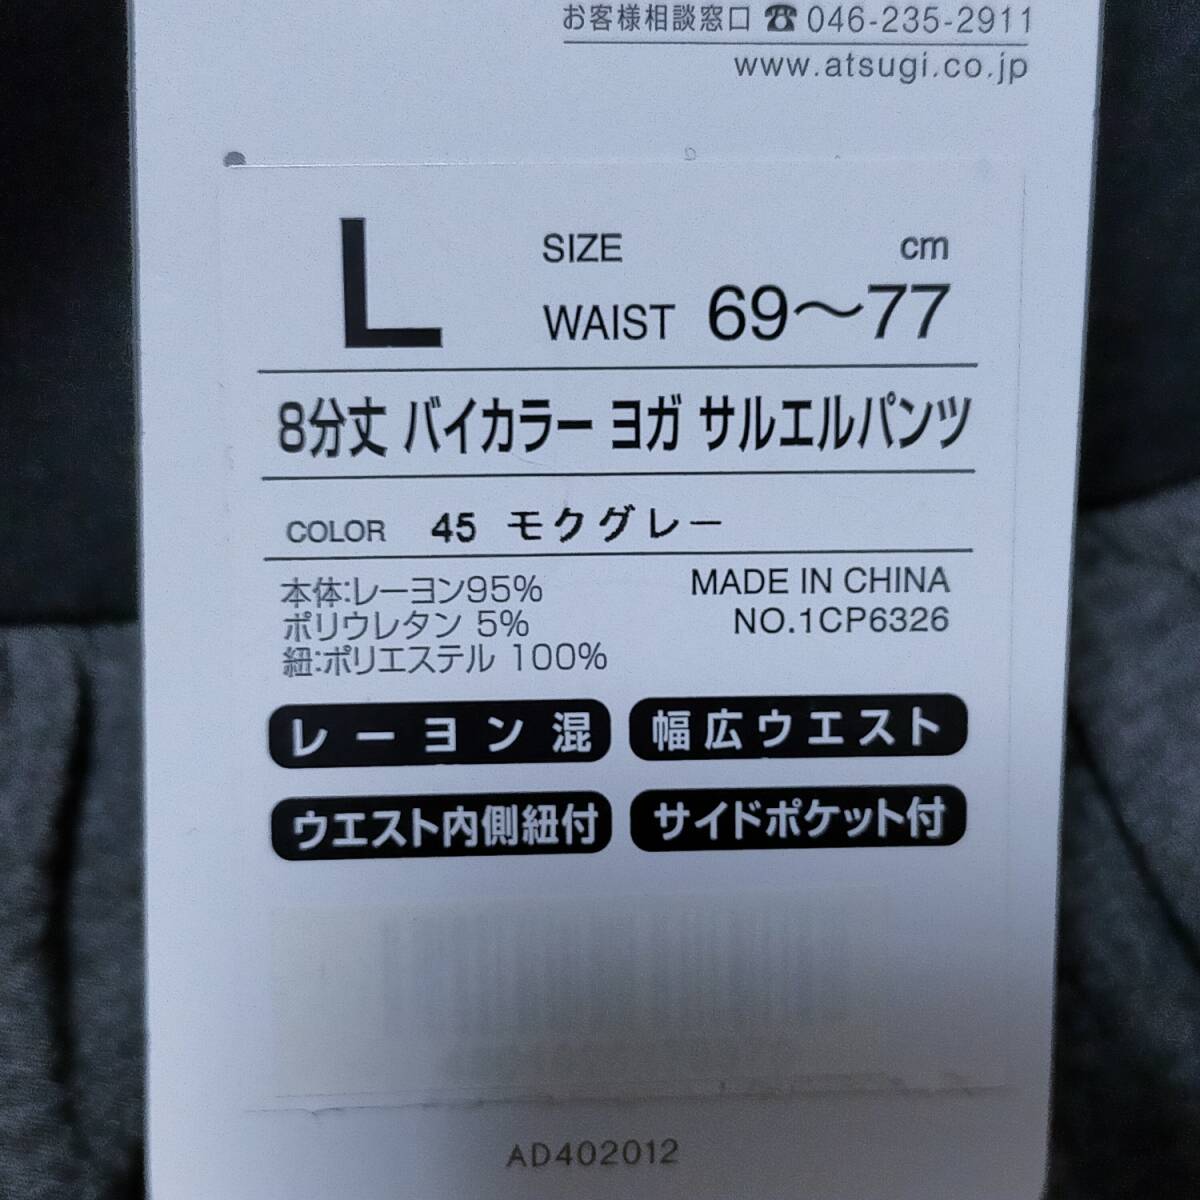 お客様相談窓口 ☎ 046-235-2911
www.atsugi.co.jp
L SIZE cm
WAIST 69～77
8分丈 バイカラー ヨガ サルエルパンツ
COLOR 45 モクグレー
本体:レーヨン95%
ポリウレタン 5%
紐:ポリエステル 100%
MADE IN CHINA
NO.1CP6326
レーヨン混
幅広ウエスト
ウエスト内側紐付
サイドポケット付
AD402012